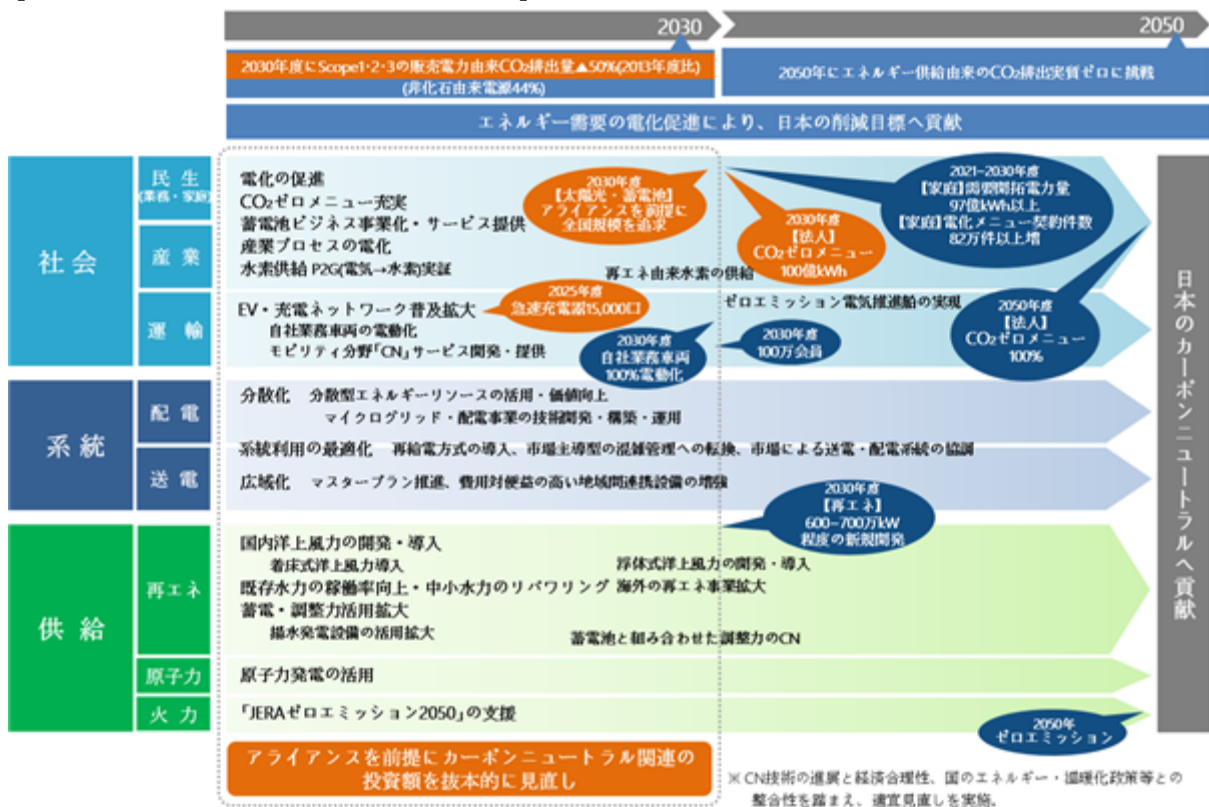 2030
2050
2030年度にScope1・2・3の販売電力由来CO₂排出量▲50%(2013年度比)
(非化石由来電源44%)
2050年にエネルギー供給由来のCO₂排出実質ゼロに挑戦
エネルギー需要の電化促進により、日本の削減目標へ貢献
社会
民生
(業務・家庭)
産業
運輸
電化の促進
CO₂ゼロメニュー充実
蓄電池ビジネス事業化・サービス提供
産業プロセスの電化
水素供給 P2G(電気→水素)実証
再エネ由来水素の供給
2030年度
【太陽光・蓄電池】
アライアンスを前提に
全国規模を追求
2030年度
【法人】
CO₂ゼロメニュー
100億kWh
2021-2030年度
【家庭】需要開拓電力量
97億kWh以上
【家庭】電化メニュー契約件数
82万件以上増
EV・充電ネットワーク普及拡大
自社業務車両の電動化
モビリティ分野「CN」サービス開発・提供
2025年度
急速充電器15,000口
2030年度
自社業務車両
100%電動化
ゼロエミッション電気推進船の実現
2030年度
100万会員
2050年度
【法人】
CO₂ゼロメニュー
100%
系統
配電
送電
分散化 分散型エネルギーリソースの活用・価値向上
マイクログリッド・配電事業の技術開発・構築・運用
系統利用の最適化 再給電方式の導入、市場主導型の混雑管理への転換、市場による送電・配電系統の協調
広域化 マスタープラン推進、費用対便益の高い地域間連携設備の増強
供給
再エネ
原子力
火力
2030年度
【再エネ】
600-700万kW
程度の新規開発
国内洋上風力の開発・導入
着床式洋上風力導入
浮体式洋上風力の開発・導入
既存水力の稼働率向上・中小水力のリパワリング
海外の再エネ事業拡大
蓄電・調整力活用拡大
揚水発電設備の活用拡大
蓄電池と組み合わせた調整力のCN
原子力発電の活用
「JERAゼロエミッション2050」の支援
2050年
ゼロエミッション
日本のカーボンニュートラルへ貢献
アライアンスを前提にカーボンニュートラル関連の
投資額を抜本的に見直し
※ CN技術の進展と経済合理性、国のエネルギー・温暖化政策等との
整合性を踏まえ、適宜見直しを実施。